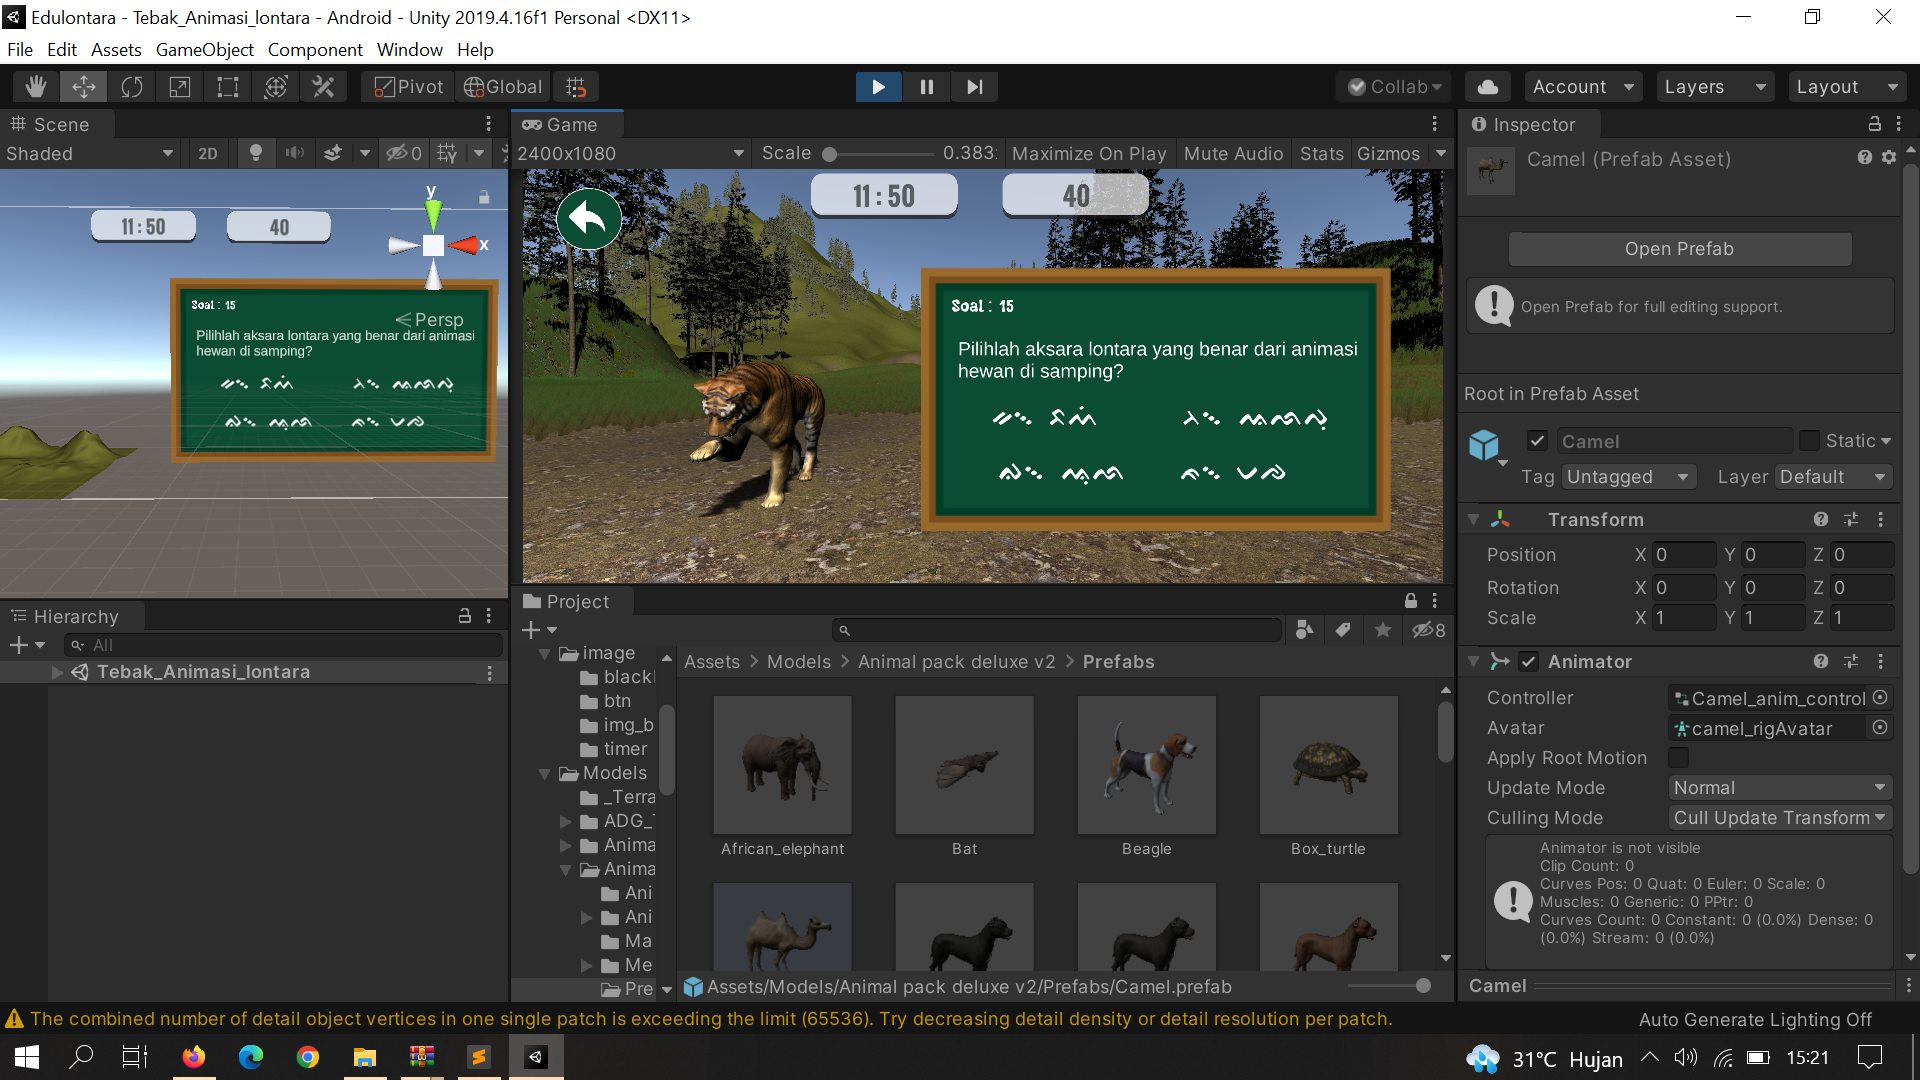 Edulontara - Tebak_Animasi_lontara - Android - Unity 2019.4.16f1 Personal <DX11>
File Edit Assets GameObject Component Window Help
Pivot Global Collab Account Layers Layout
Scene
Shaded 2D 0
11:50 40
y x
Persp
Soal : 15
Pilihlah aksara lontara yang benar dari animasi
hewan di samping?
Game
2400x1080 Scale 0.383 Maximize On Play Mute Audio Stats Gizmos
11:50 40
Soal : 15
Pilihlah aksara lontara yang benar dari animasi
hewan di samping?
Hierarchy
All
Tebak_Animasi_lontara
Project
8
image
black
btn
img_b
timer
Models
_Terra
ADG_
Anima
Anima
Ani
Ani
Ma
Me
Pre
Assets > Models > Animal pack deluxe v2 > Prefabs
African_elephant Bat Beagle Box_turtle
Assets/Models/Animal pack deluxe v2/Prefabs/Camel.prefab
Inspector
Camel (Prefab Asset)
Open Prefab
Open Prefab for full editing support.
Root in Prefab Asset
Camel Static
Tag Untagged Layer Default
Transform
Position X 0 Y 0 Z 0
Rotation X 0 Y 0 Z 0
Scale X 1 Y 1 Z 1
Animator
Controller Camel_anim_control
Avatar camel_rigAvatar
Apply Root Motion
Update Mode Normal
Culling Mode Cull Update Transform
Animator is not visible
Clip Count: 0
Curves Pos: 0 Quat: 0 Euler: 0 Scale: 0
Muscles: 0 Generic: 0 PPtr: 0
Curves Count: 0 Constant: 0 (0.0%) Dense: 0
(0.0%) Stream: 0 (0.0%)
Camel
The combined number of detail object vertices in one single patch is exceeding the limit (65536). Try decreasing detail density or detail resolution per patch.
Auto Generate Lighting Off
31°C Hujan 15:21